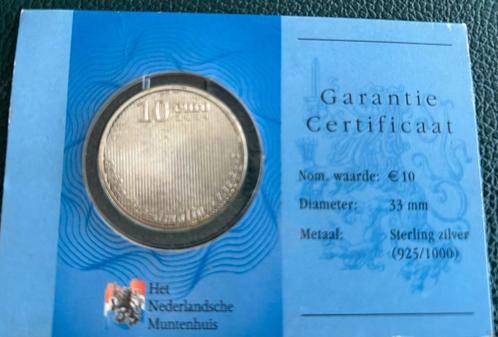 10 euro
Het
Nederlandsche
Muntenhuis
Garantie
Certificaat
Nom. waarde: €10
Diameter: 33 mm
Metaal: Sterling zilver
(925/1000)